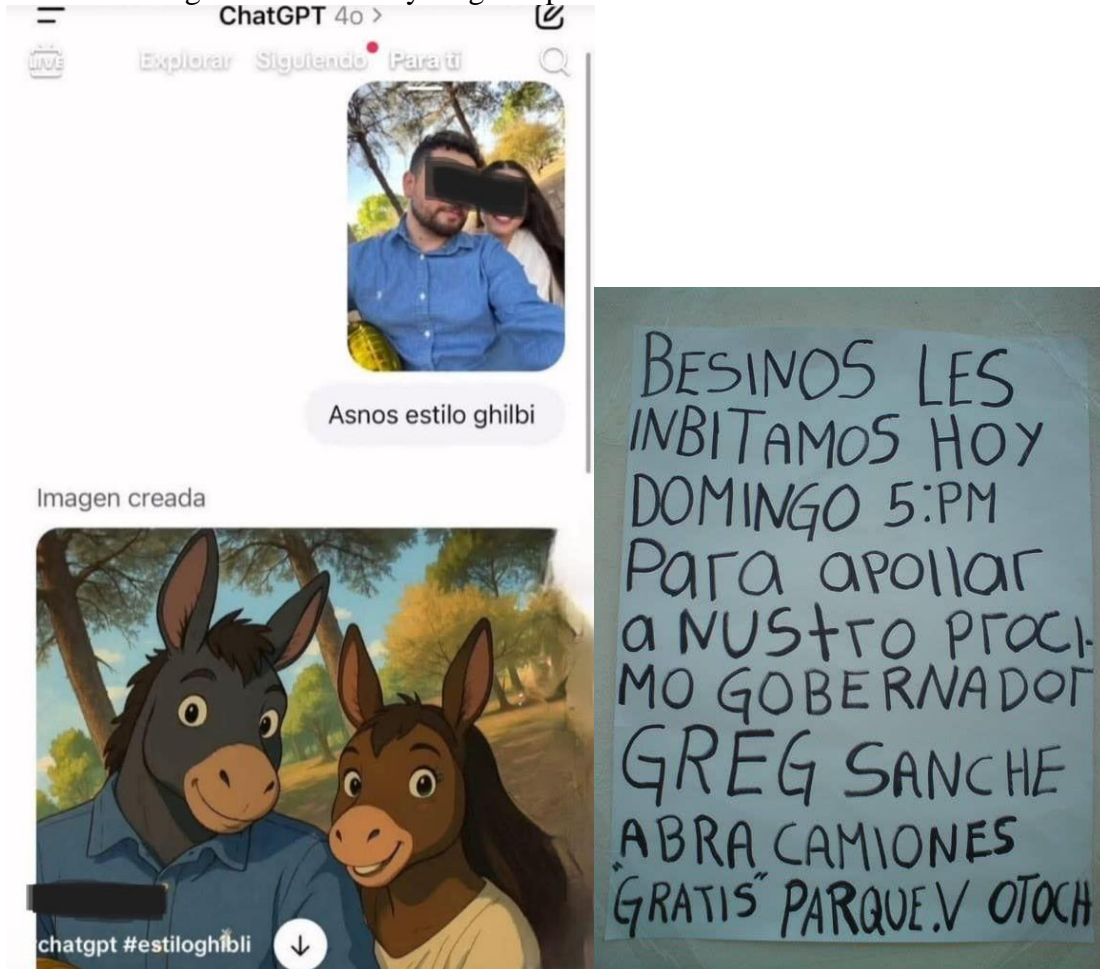 ChatGPT 4o >
LIVE
Explorar Siguiendo Para ti
Asnos estilo ghilbi
Imagen creada
chatgpt #estiloghibli
BESINOS LES
INBITAMOS HOY
DOMINGO 5:PM
Para apollar
a NUStro Proci-
MO GOBERNADOr
GREG SANCHE
ABRA CAMIONES
"GRATIS" PARQUE.V OTOCH